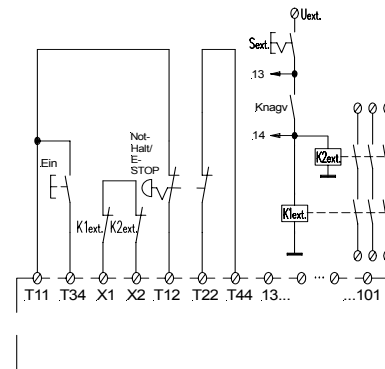 Uext.
Sext.
.13
Knagv
.14
K2ext.
Not-
Halt/
E-
STOP
.Ein
K1ext.
K2ext.
K1ext.
.T11
.T34
X1
X2
.T12
.T22
.T44
.13...
...
...101